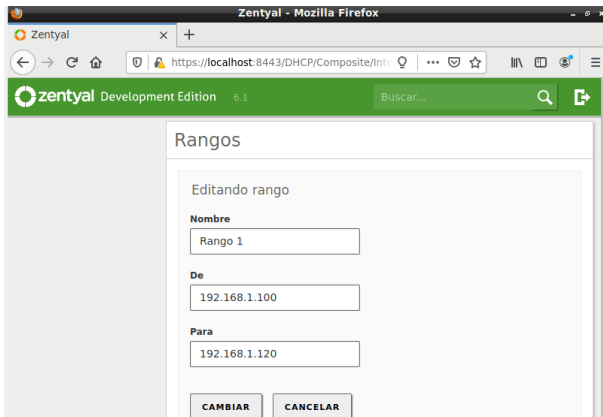 Zentyal - Mozilla Firefox
Zentyal
https://localhost:8443/DHCP/Composite/Int
zentyal Development Edition 6.1
Buscar...
Rangos
Editando rango
Nombre
Rango 1
De
192.168.1.100
Para
192.168.1.120
CAMBIAR CANCELAR